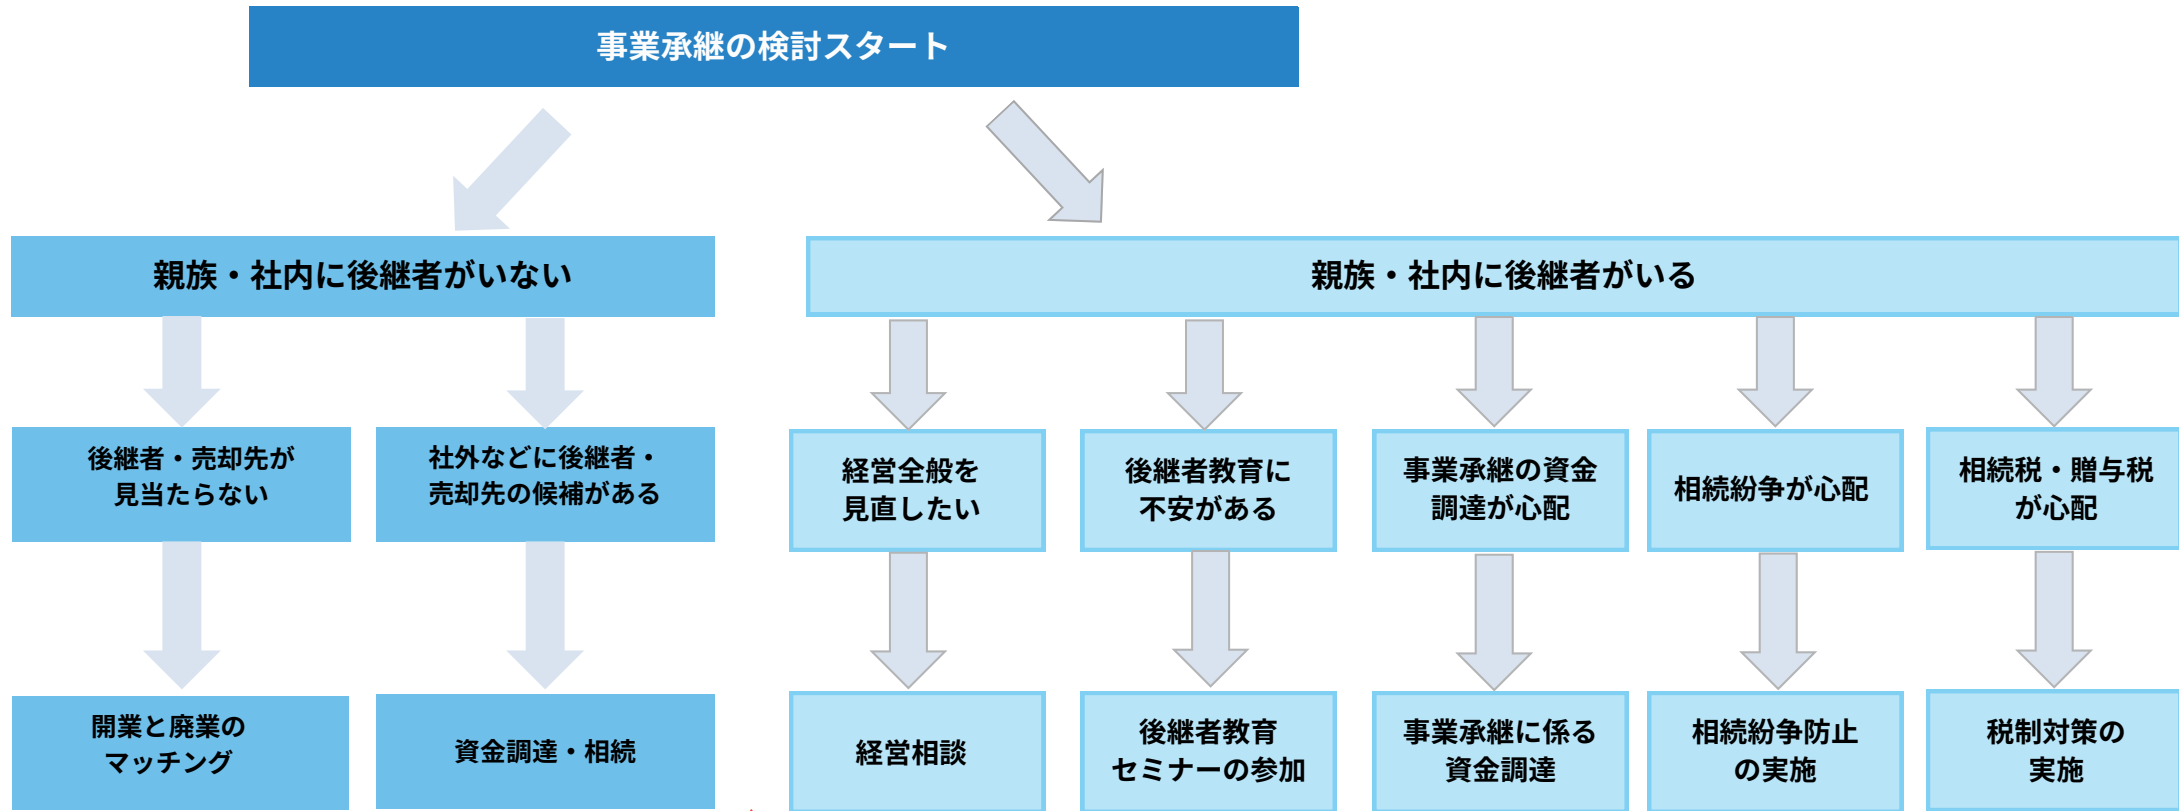 事業承継の検討スタート
親族・社内に後継者がいない
親族・社内に後継者がいる
後継者・売却先が
見当たらない
社外などに後継者・
売却先の候補がある
経営全般を
見直したい
後継者教育に
不安がある
事業承継の資金
調達が心配
相続紛争が心配
相続税・贈与税
が心配
開業と廃業の
マッチング
資金調達・相続
経営相談
後継者教育
セミナーの参加
事業承継に係る
資金調達
相続紛争防止
の実施
税制対策の
実施